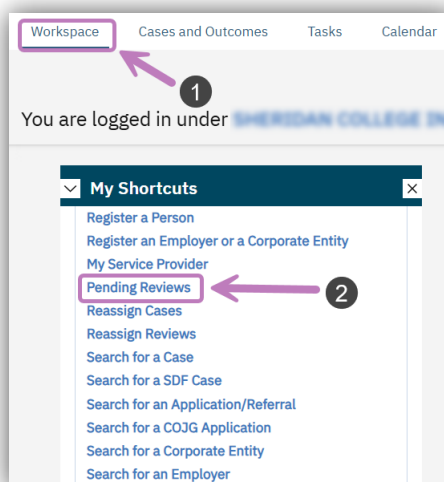 Workspace Cases and Outcomes Tasks Calendar
1
You are logged in under
My Shortcuts
Register a Person
Register an Employer or a Corporate Entity
My Service Provider
Pending Reviews
2
Reassign Cases
Reassign Reviews
Search for a Case
Search for a SDF Case
Search for an Application/Referral
Search for a COJG Application
Search for a Corporate Entity
Search for an Employer